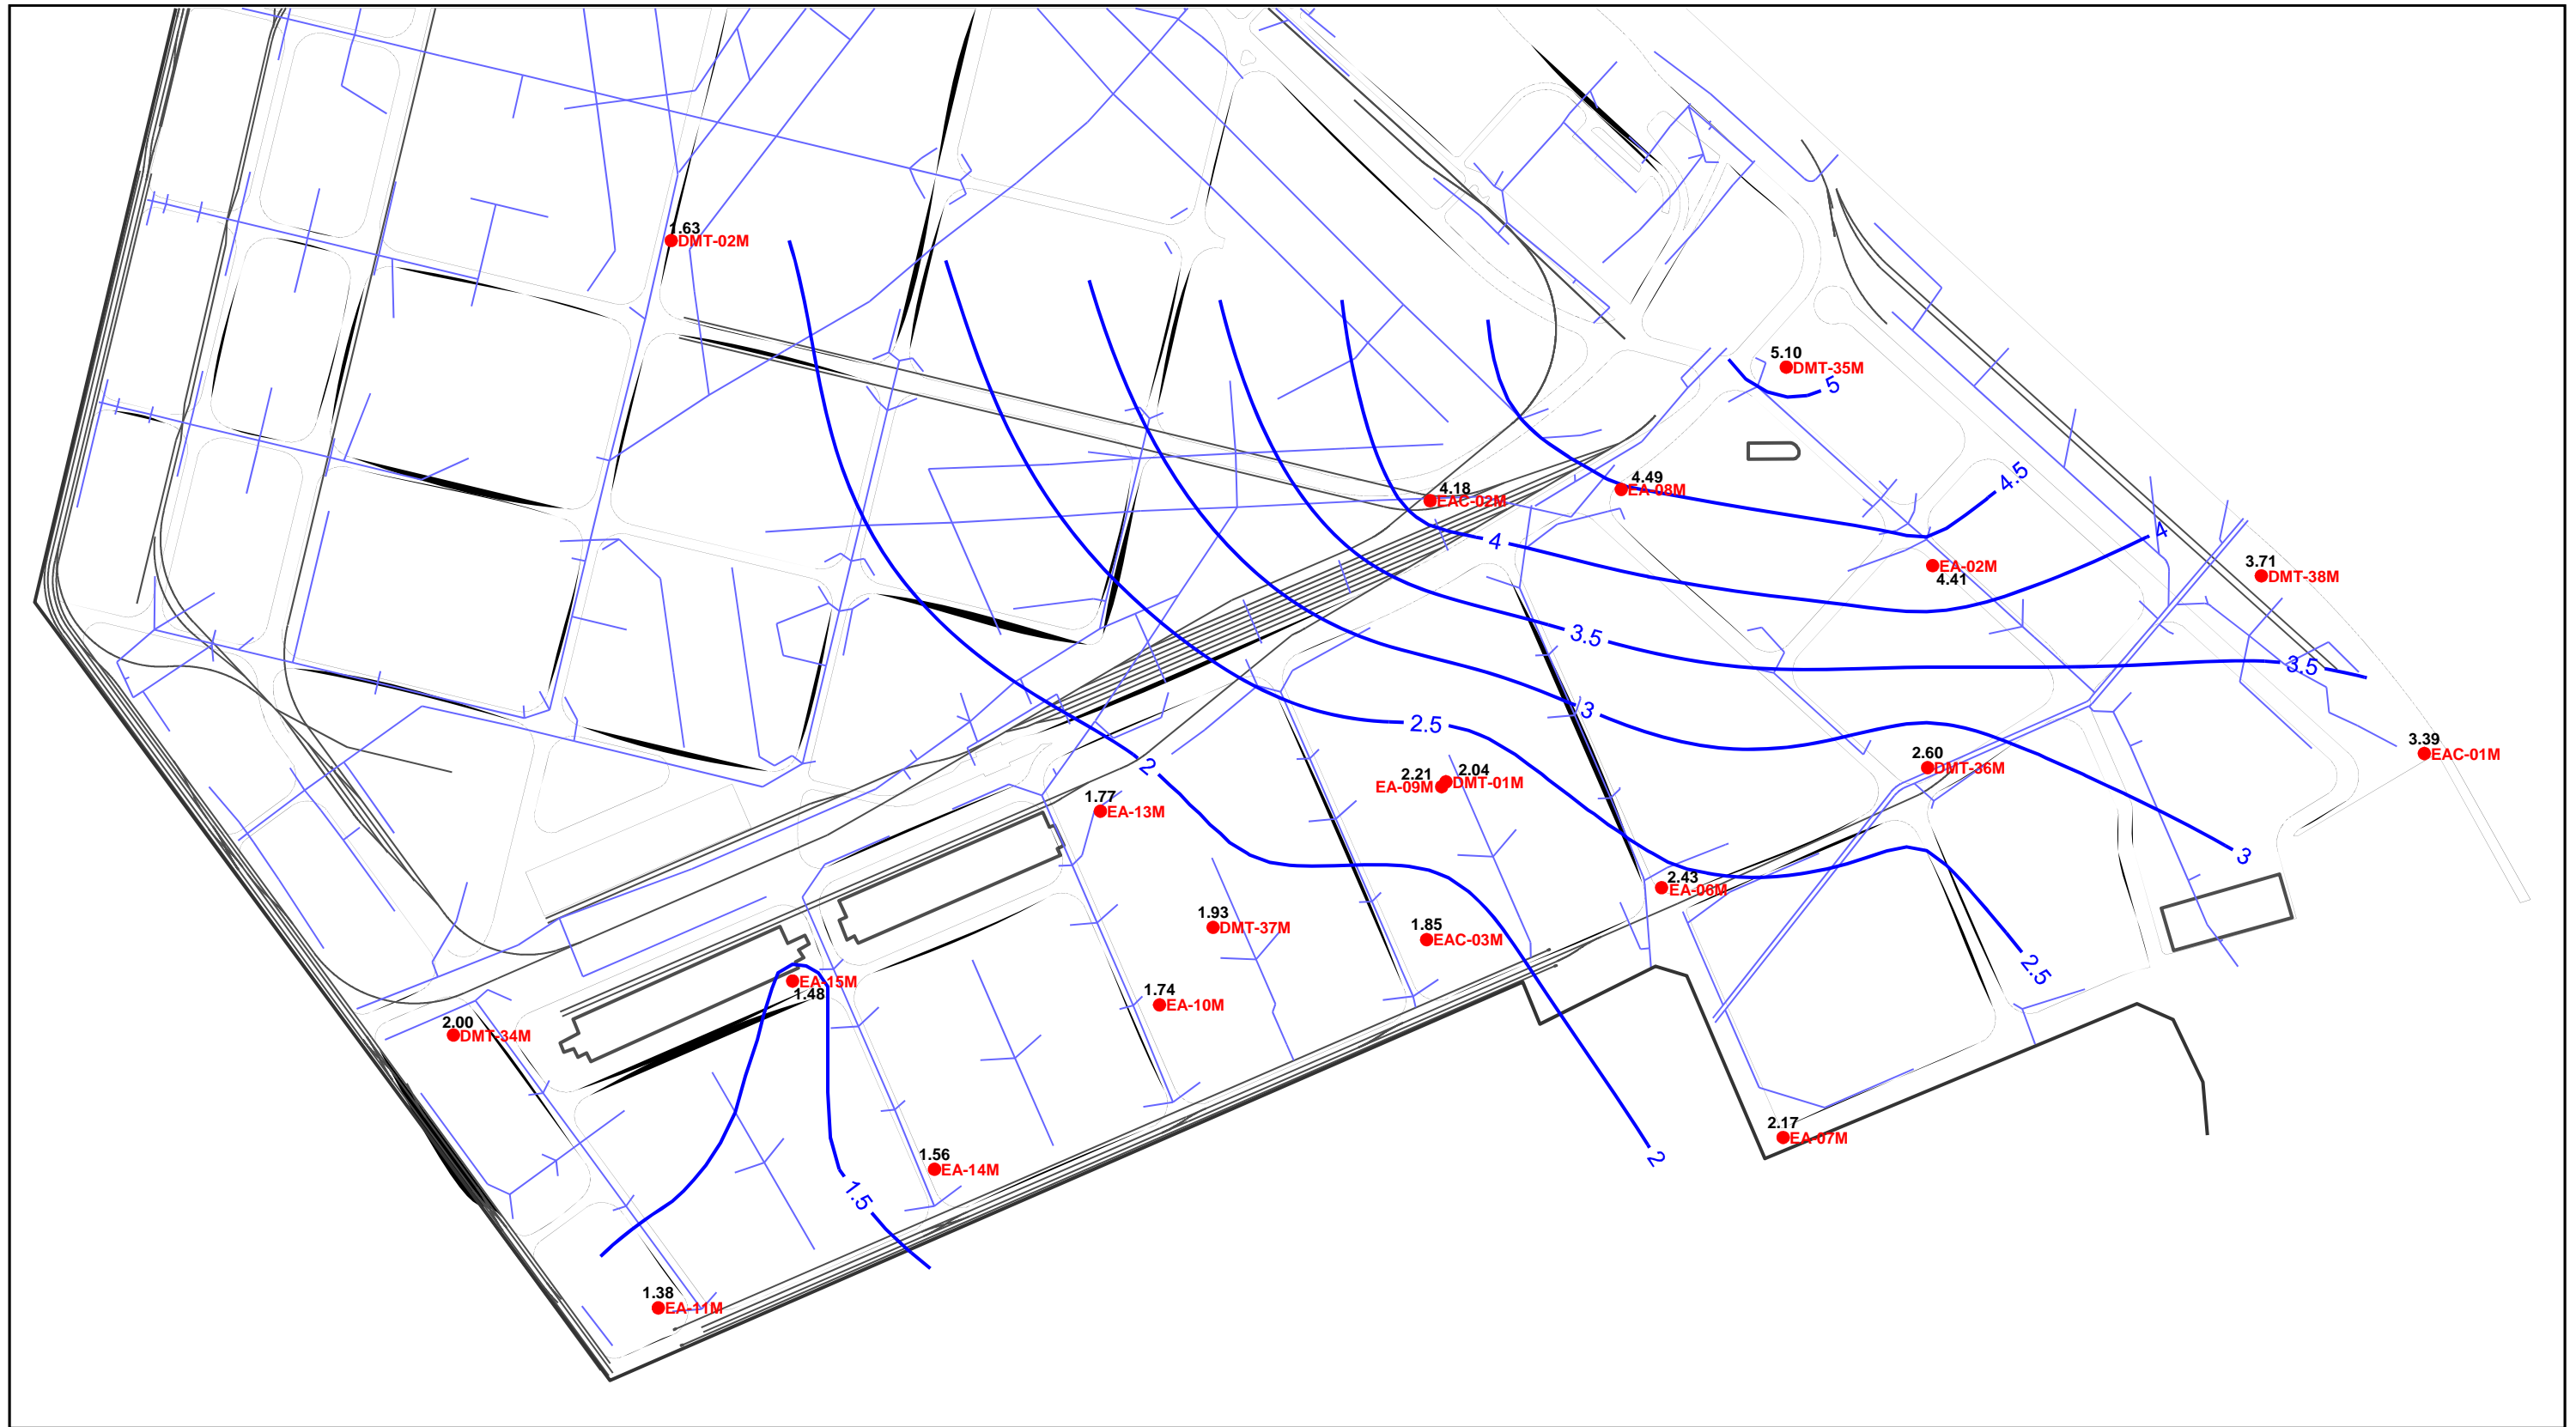 1.63
DMT-02M
5.10
DMT-35M
5
4.5
4.18
EAC-02M
4.49
EA-08M
4
4
EA-02M
4.41
3.71
DMT-38M
3.5
3.5
3
2.5
3.39
EAC-01M
2
2.60
DMT-36M
2.21
EA-09M
2.04
DMT-01M
1.77
EA-13M
3
2.43
EA-06M
1.93
DMT-37M
1.85
EAC-03M
2.5
EA-15M
1.48
1.74
EA-10M
2.00
DMT-34M
2.17
EA-07M
2
1.56
EA-14M
1.5
1.38
EA-11M